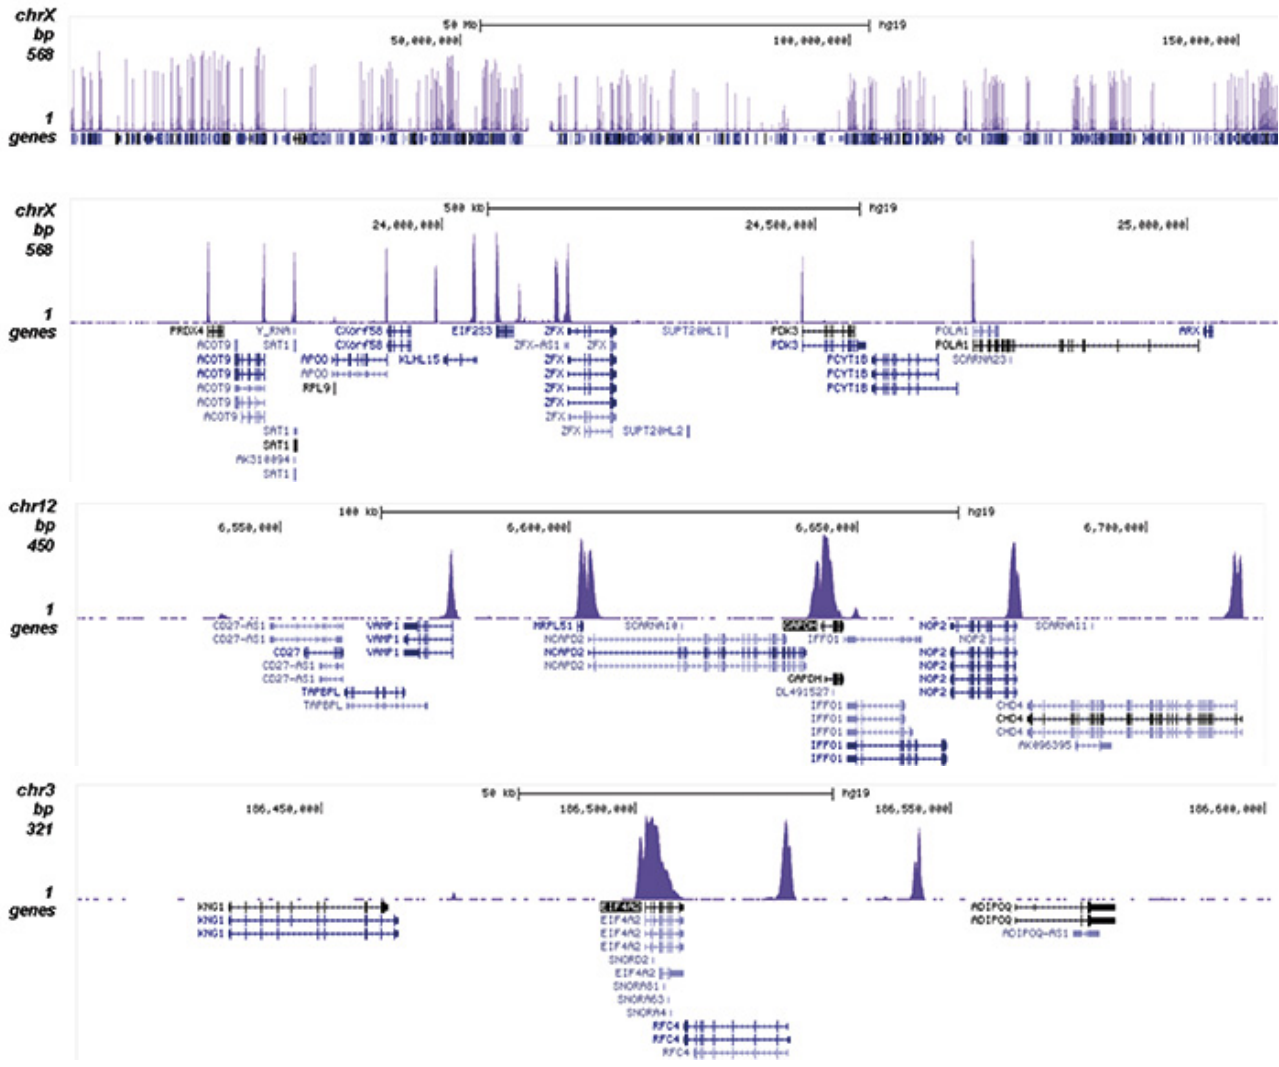 chrX
bp
568
1
genes
50 Mb hg19
50,000,000 100,000,000 150,000,000
chrX
bp
568
1
genes
500 kb hg19
24,000,000 24,500,000 25,000,000
PRDX4 Y_RNA CXorf58 EIF2S3 ZFX SUPT20HL1 PDK3 POLA1 ARX
ACOT9 SAT1 CXorf58 ZFX-AS1 ZFX PDK3 POLA1
ACOT9 APOO KLHL15 ZFX PCYT1B SCARNA23
ACOT9 APOO ZFX PCYT1B
ACOT9 RPL9 ZFX PCYT1B
ACOT9 ZFX
ACOT9 ZFX
SAT1 ZFX SUPT20HL2
SAT1
AK310094
SAT1
chr12
bp
450
1
genes
100 kb hg19
6,550,000 6,600,000 6,650,000 6,700,000
CD27-AS1 VAMP1 MRPL51 SCARNA10 GAPDH NOP2 SCARNA11
CD27-AS1 VAMP1 NCAPD2 IFFO1 NOP2
CD27 VAMP1 NCAPD2 NOP2
CD27-AS1 NCAPD2 NOP2
CD27-AS1 GAPDH NOP2
TAPBPL DL491527 NOP2
TAPBPL IFFO1 CHD4
IFFO1 CHD4
IFFO1 CHD4
IFFO1 AK096395
IFFO1
chr3
bp
321
1
genes
50 kb hg19
186,450,000 186,500,000 186,550,000 186,600,000
KNG1 EIF4A2 ADIPOQ
KNG1 EIF4A2 ADIPOQ
KNG1 EIF4A2 ADIPOQ-AS1
SNORD2
EIF4A2
SNORA81
SNORA63
SNORA4
RFC4
RFC4
RFC4